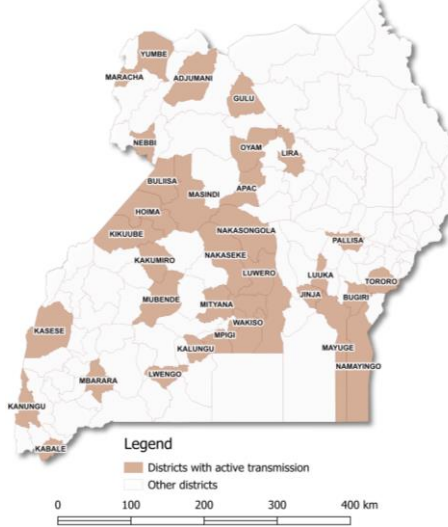 YUMBE
MARACHA
ADJUMANI
GULU
NEBBI
OYAM
LIRA
BULIISA
MASINDI
APAC
HOIMA
KIKUUBE
NAKASONGOLA
PALLISA
KAKUMIRO
NAKASEKE
LUWERO
LUUKA
TORORO
MUBENDE
MITYANA
JINJA
BUGIRI
KASESE
WAKISO
MPIGI
KALUNGU
MAYUGE
NAMAYINGO
LWENGO
MBARARA
KANUNGU
KABALE
Legend
Districts with active transmission
Other districts
0 100 200 300 400 km